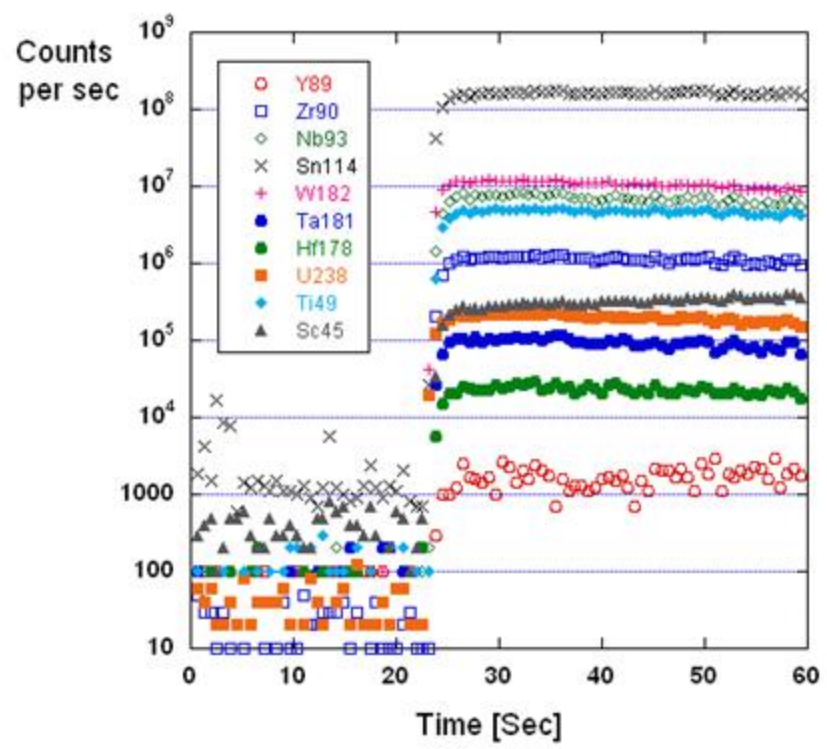 Counts
per sec
10⁹
10⁸
10⁷
10⁶
10⁵
10⁴
1000
100
10
Y89
Zr90
Nb93
Sn114
W182
Ta181
Hf178
U238
Ti49
Sc45
0
10
20
30
40
50
60
Time [Sec]